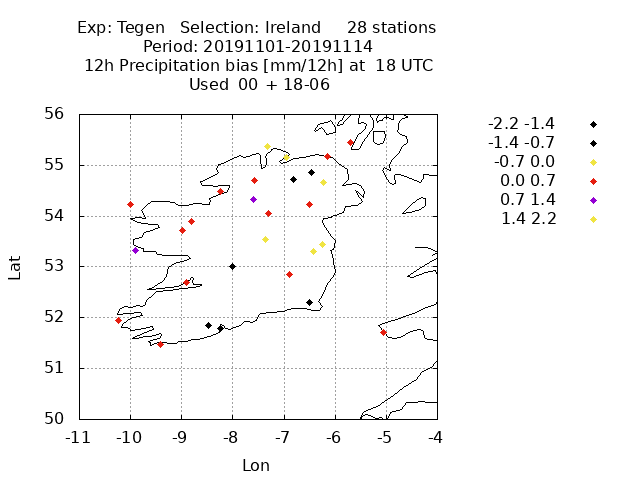 Exp: Tegen   Selection: Ireland     28 stations
Period: 20191101-20191114
12h Precipitation bias [mm/12h] at  18 UTC
Used  00  + 18-06
-2.2 -1.4
-1.4 -0.7
-0.7 0.0
0.0 0.7
0.7 1.4
1.4 2.2
56
55
54
53
52
51
50
Lat
-11 -10 -9 -8 -7 -6 -5 -4
Lon